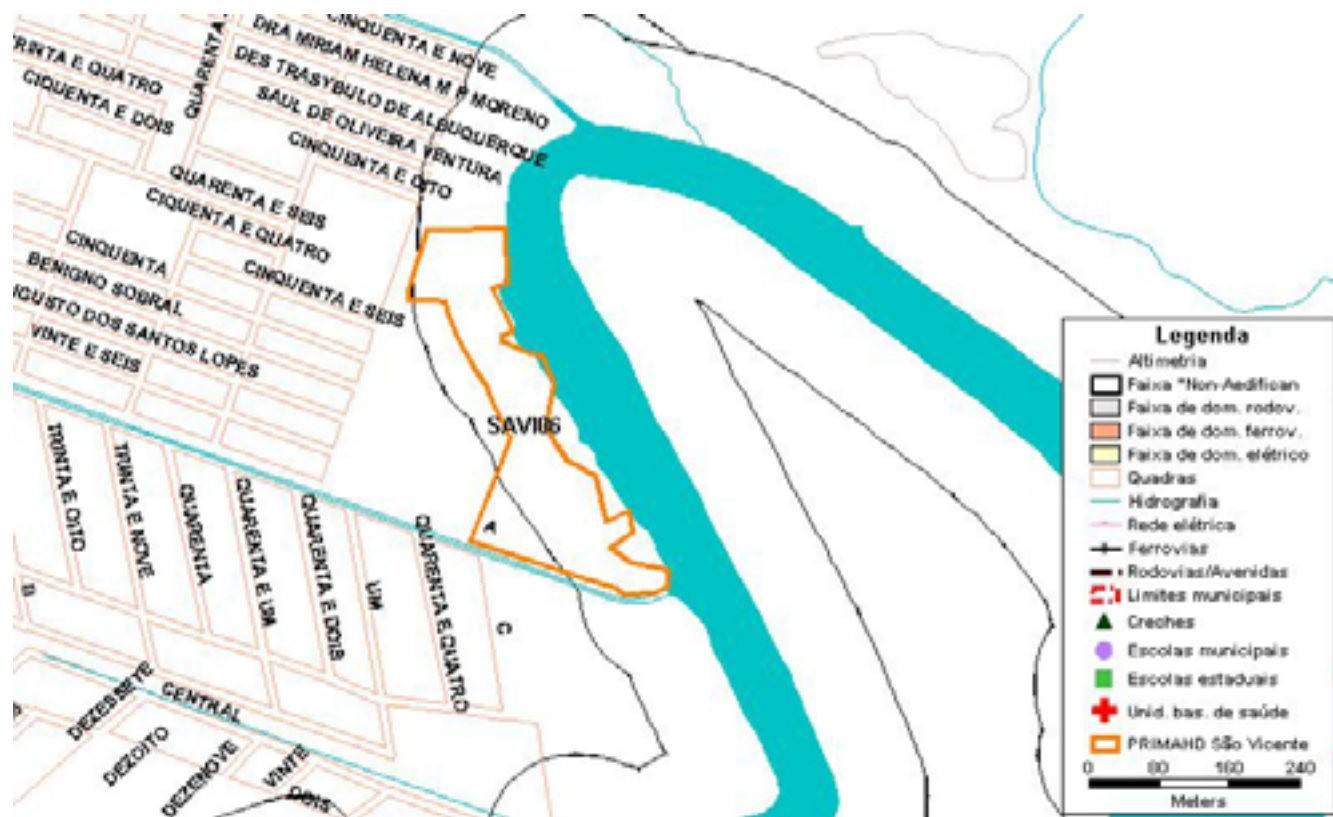 CINQUENTA E NOVE
DRA MIRIAM HELENA M P MORENO
DES TRASYBULO DE ALBUQUERQUE
SAUL DE OLIVEIRA VENTURA
CINQUENTA E OITO
QUARENTA
TRINTA E QUATRO
CIQUENTA E DOIS
QUARENTA E SEIS
CIQUENTA E QUATRO
CINQUENTA
CINQUENTA E SEIS
BENIGNO SOBRAL
DOS SANTOS LOPES
VINTE E SEIS
SAVI06
A
TRINTA E OITO
TRINTA E NOVE
QUARENTA
QUARENTA E UM
QUARENTA E DOIS
UM
QUARENTA E QUATRO
C
CENTRAL
DEZOITO
DEZENOVE
VINTE
DOIS
Legenda
Altimetria
Faixa "Non-Aedifican
Faixa de dom. rodov.
Faixa de dom. ferrov.
Faixa de dom. elétrico
Quadras
Hidrografia
Rede elétrica
Ferrovias
Rodovias/Avenidas
Limites municipais
Creches
Escolas municipais
Escolas estaduais
Unid. bas. de saúde
PRIMAHD São Vicente
0 80 160 240
Meters